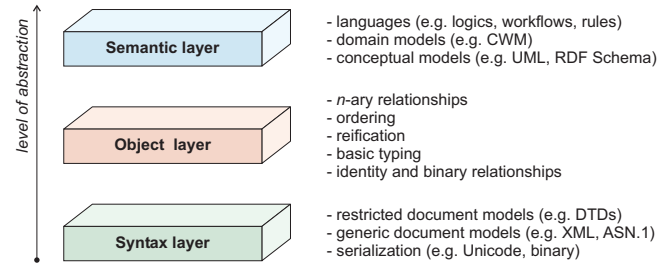 level of abstraction
Semantic layer
- languages (e.g. logics, workflows, rules)
- domain models (e.g. CWM)
- conceptual models (e.g. UML, RDF Schema)
Object layer
- n-ary relationships
- ordering
- reification
- basic typing
- identity and binary relationships
Syntax layer
- restricted document models (e.g. DTDs)
- generic document models (e.g. XML, ASN.1)
- serialization (e.g. Unicode, binary)